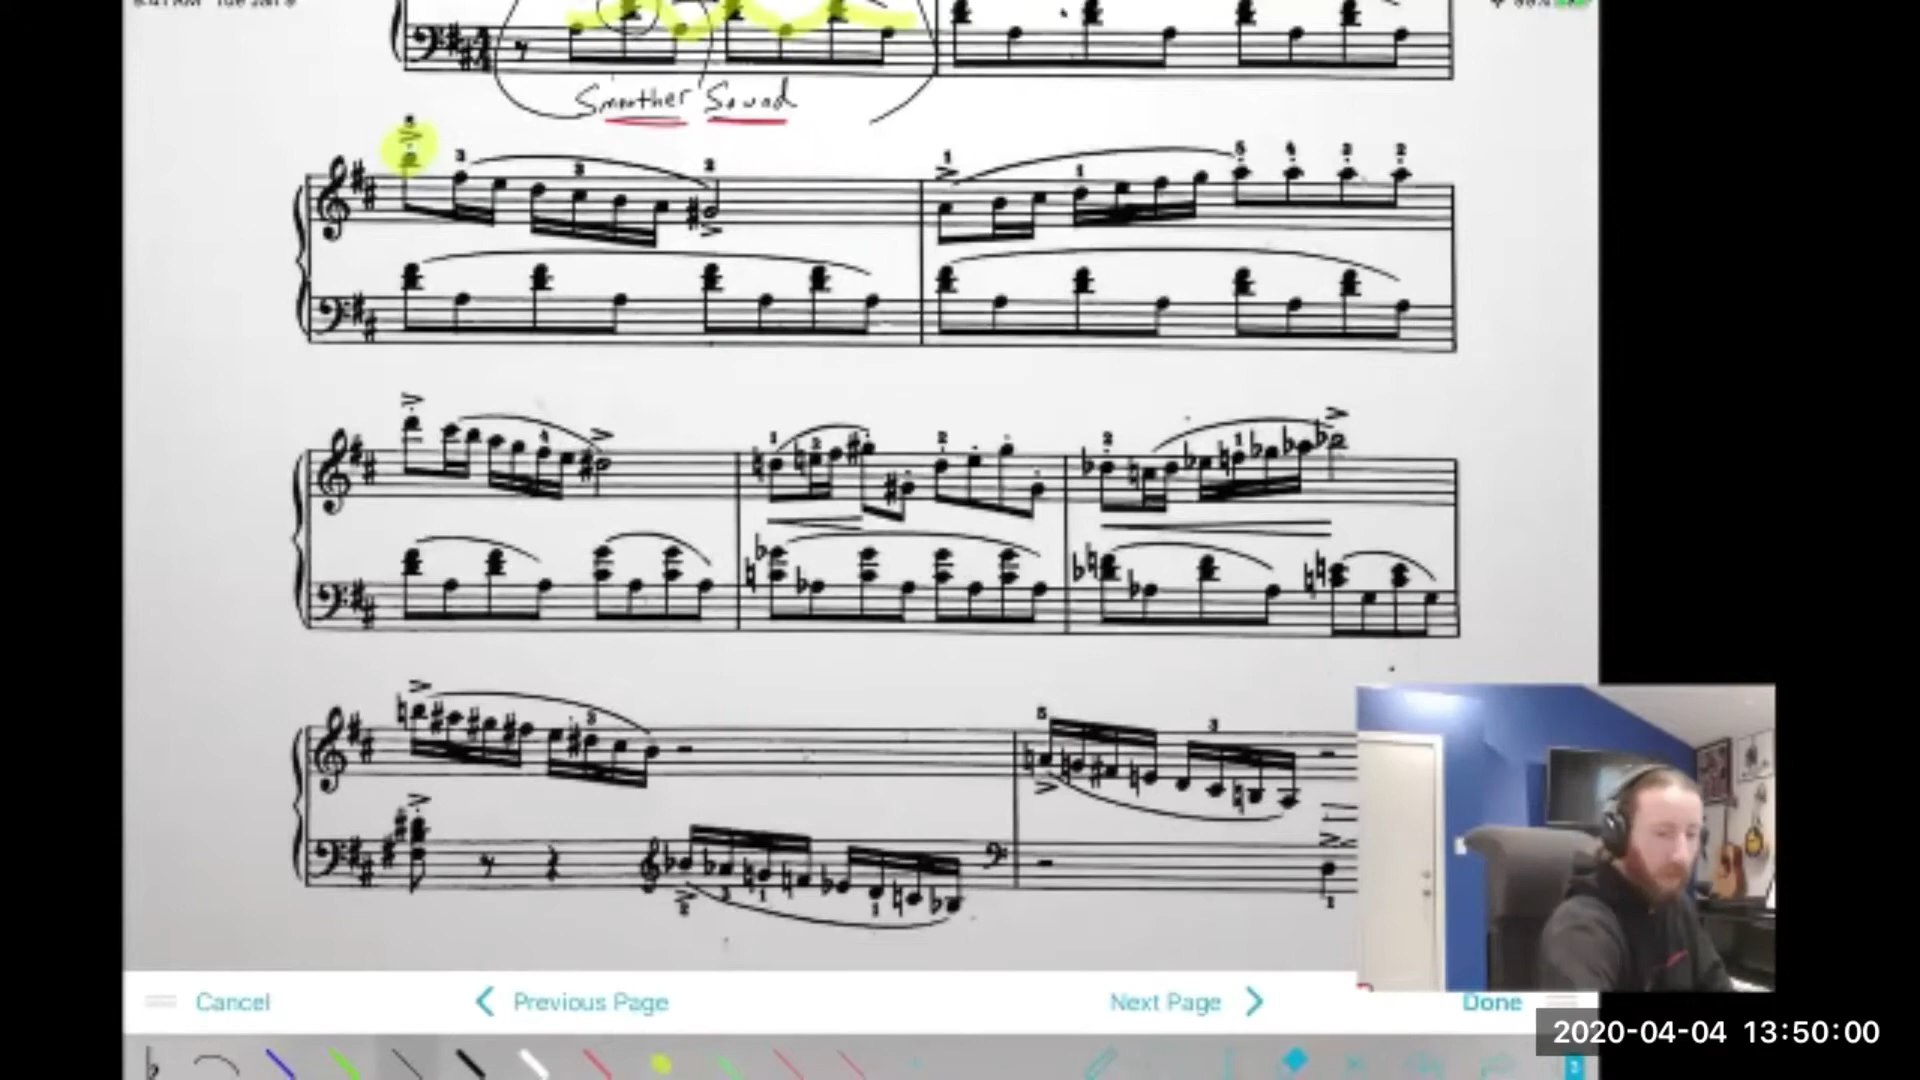 Smoother Sound
Cancel
Previous Page
Next Page
Done
2020-04-04 13:50:00